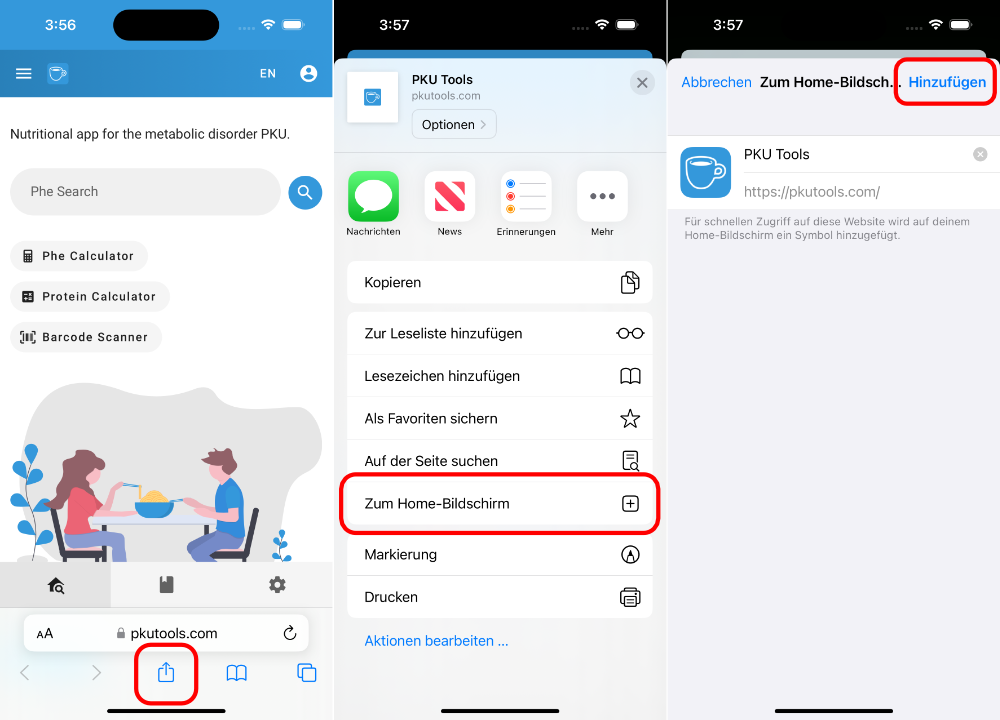 3:56
EN
Nutritional app for the metabolic disorder PKU.
Phe Search
Phe Calculator
Protein Calculator
Barcode Scanner
AA
pkutools.com
3:57
PKU Tools
pkutools.com
Optionen
Nachrichten
News
Erinnerungen
Mehr
Kopieren
Zur Leseliste hinzufügen
Lesezeichen hinzufügen
Als Favoriten sichern
Auf der Seite suchen
Zum Home-Bildschirm
Markierung
Drucken
Aktionen bearbeiten ...
3:57
Abbrechen Zum Home-Bildsch... Hinzufügen
PKU Tools
https://pkutools.com/
Für schnellen Zugriff auf diese Website wird auf deinem
Home-Bildschirm ein Symbol hinzugefügt.